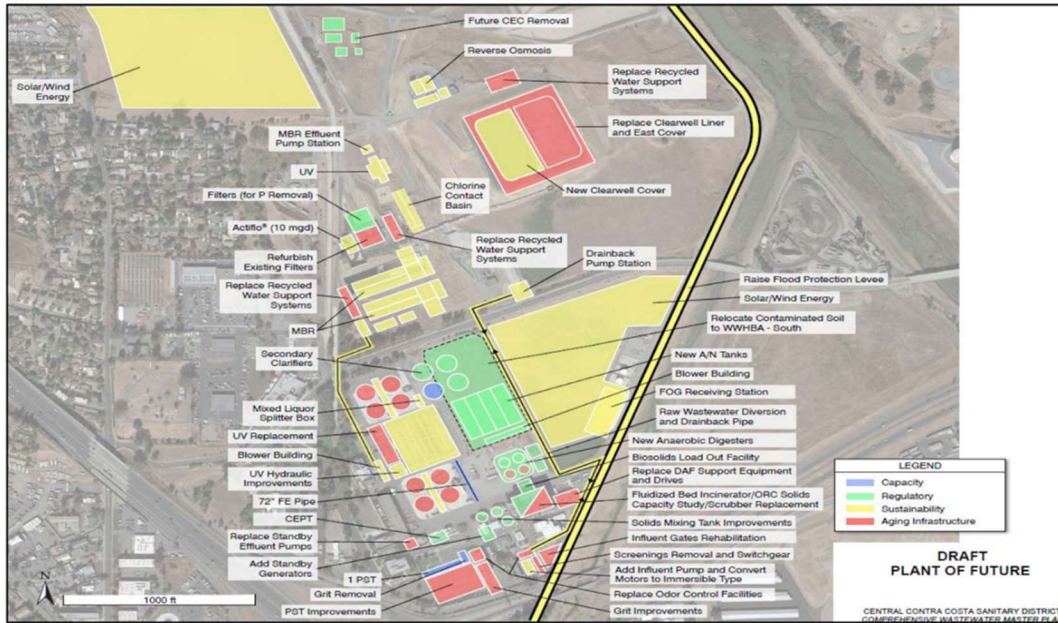 Future CEC Removal
Reverse Osmosis
Solar/Wind
Energy
Replace Recycled
Water Support
Systems
Replace Clearwell Liner
and East Cover
MBR Effluent
Pump Station
UV
Chlorine
Contact
Basin
New Clearwell Cover
Filters (for P Removal)
Actiflo® (10 mgd)
Refurbish
Existing Filters
Replace Recycled
Water Support
Systems
Drainback
Pump Station
Replace Recycled
Water Support
Systems
Raise Flood Protection Levee
Solar/Wind Energy
MBR
Relocate Contaminated Soil
to WWHBA - South
Secondary
Clarifiers
New A/N Tanks
Blower Building
FOG Receiving Station
Mixed Liquor
Splitter Box
Raw Wastewater Diversion
and Drainback Pipe
UV Replacement
New Anaerobic Digesters
Blower Building
Biosolids Load Out Facility
UV Hydraulic
Improvements
Replace DAF Support Equipment
and Drives
72" FE Pipe
Fluidized Bed Incinerator/ORC Solids
Capacity Study/Scrubber Replacement
CEPT
Solids Mixing Tank Improvements
Replace Standby
Effluent Pumps
Influent Gates Rehabilitation
Screenings Removal and Switchgear
Add Standby
Generators
Add Influent Pump and Convert
Motors to Immersible Type
1 PST
Replace Odor Control Facilities
Grit Removal
Grit Improvements
PST Improvements
LEGEND
Capacity
Regulatory
Sustainability
Aging Infrastructure
N
1000 ft
DRAFT
PLANT OF FUTURE
CENTRAL CONTRA COSTA SANITARY DISTRICT
COMPREHENSIVE WASTEWATER MASTER